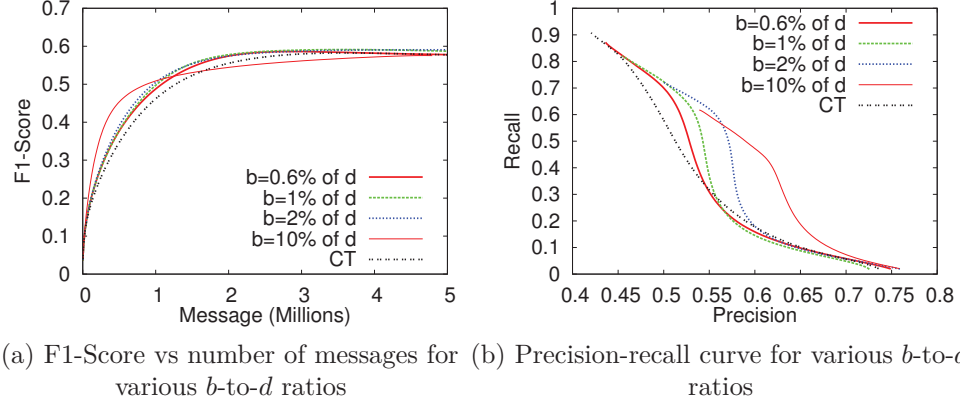 0.7
0.6
0.5
0.4
0.3
0.2
0.1
0
F1-Score
b=0.6% of d
b=1% of d
b=2% of d
b=10% of d
CT
0 1 2 3 4 5
Message (Millions)
(a) F1-Score vs number of messages for
various b-to-d ratios
1
0.9
0.8
0.7
0.6
0.5
0.4
0.3
0.2
0.1
0
Recall
b=0.6% of d
b=1% of d
b=2% of d
b=10% of d
CT
0.4 0.45 0.5 0.55 0.6 0.65 0.7 0.75 0.8
Precision
(b) Precision-recall curve for various b-to-d
ratios